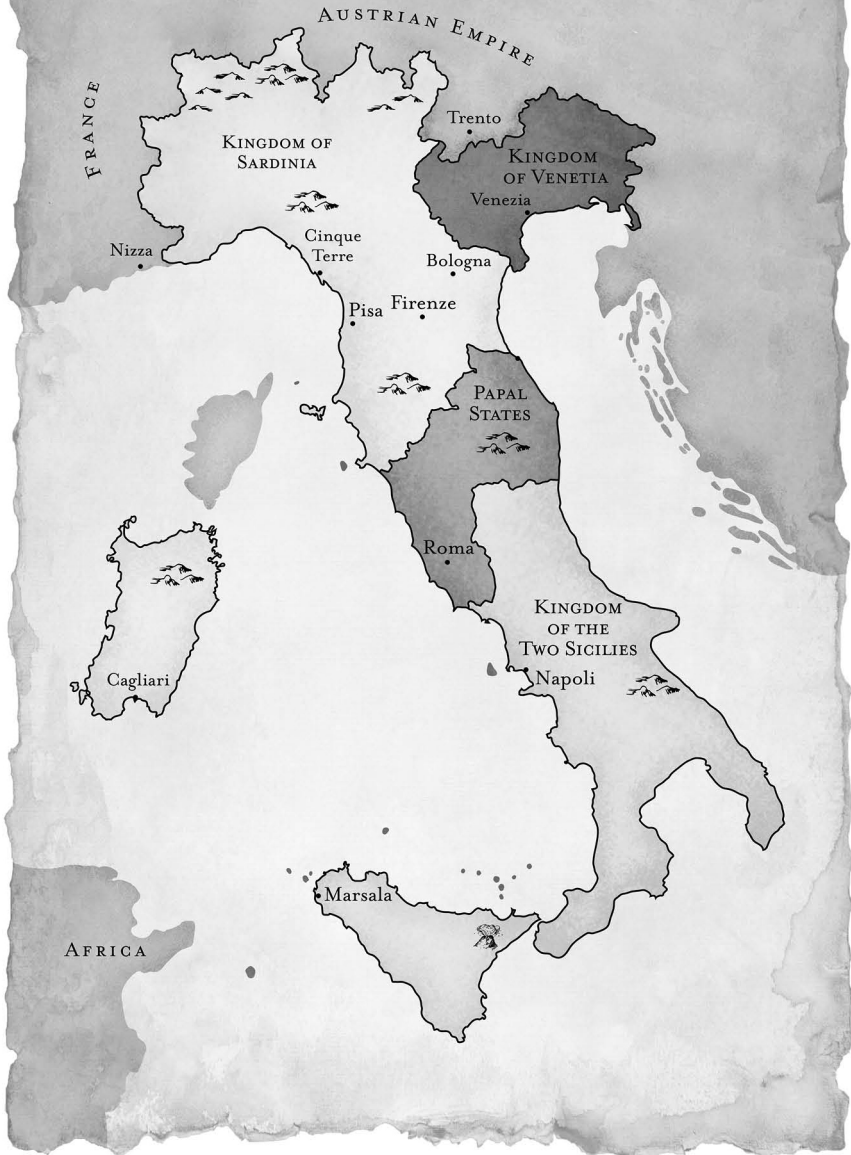 AUSTRIAN EMPIRE
FRANCE
Trento
KINGDOM OF
SARDINIA
KINGDOM
OF VENETIA
Venezia
Cinque
Terre
Nizza
Bologna
Pisa
Firenze
PAPAL
STATES
Roma
KINGDOM
OF THE
TWO SICILIES
Napoli
Cagliari
Marsala
AFRICA